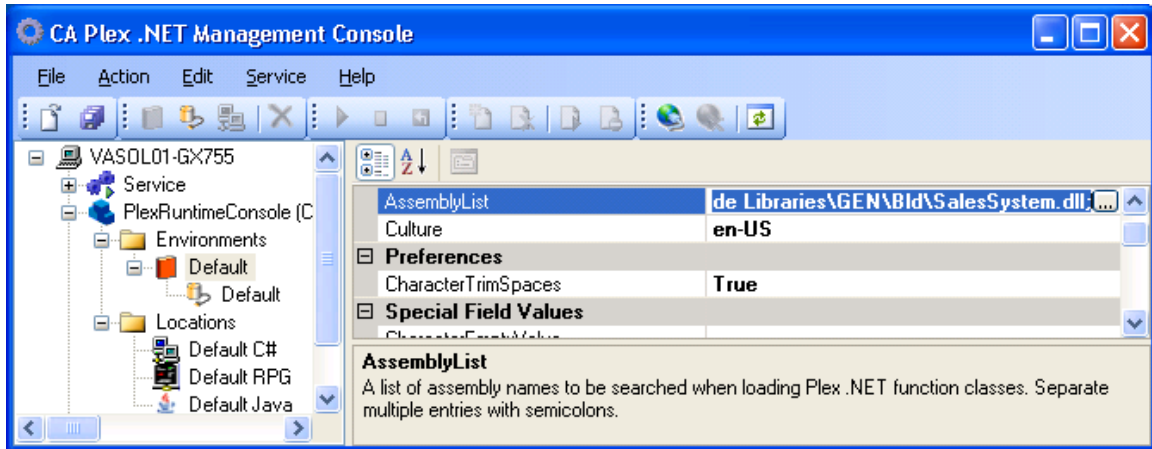 CA Plex .NET Management Console
File Action Edit Service Help
VASOL01-GX755
Service
PlexRuntimeConsole (C
Environments
Default
Default
Locations
Default C#
Default RPG
Default Java
AssemblyList de Libraries\GEN\Bld\SalesSystem.dll; ...
Culture en-US
Preferences
CharacterTrimSpaces True
Special Field Values
CharacterEmptyValue
AssemblyList
A list of assembly names to be searched when loading Plex .NET function classes. Separate
multiple entries with semicolons.